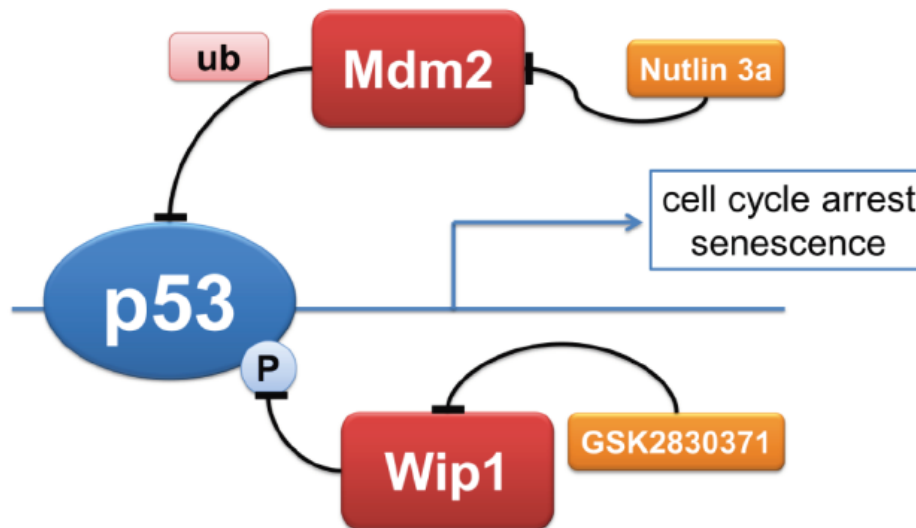 ub
Mdm2
Nutlin 3a
cell cycle arrest
senescence
p53
P
Wip1
GSK2830371